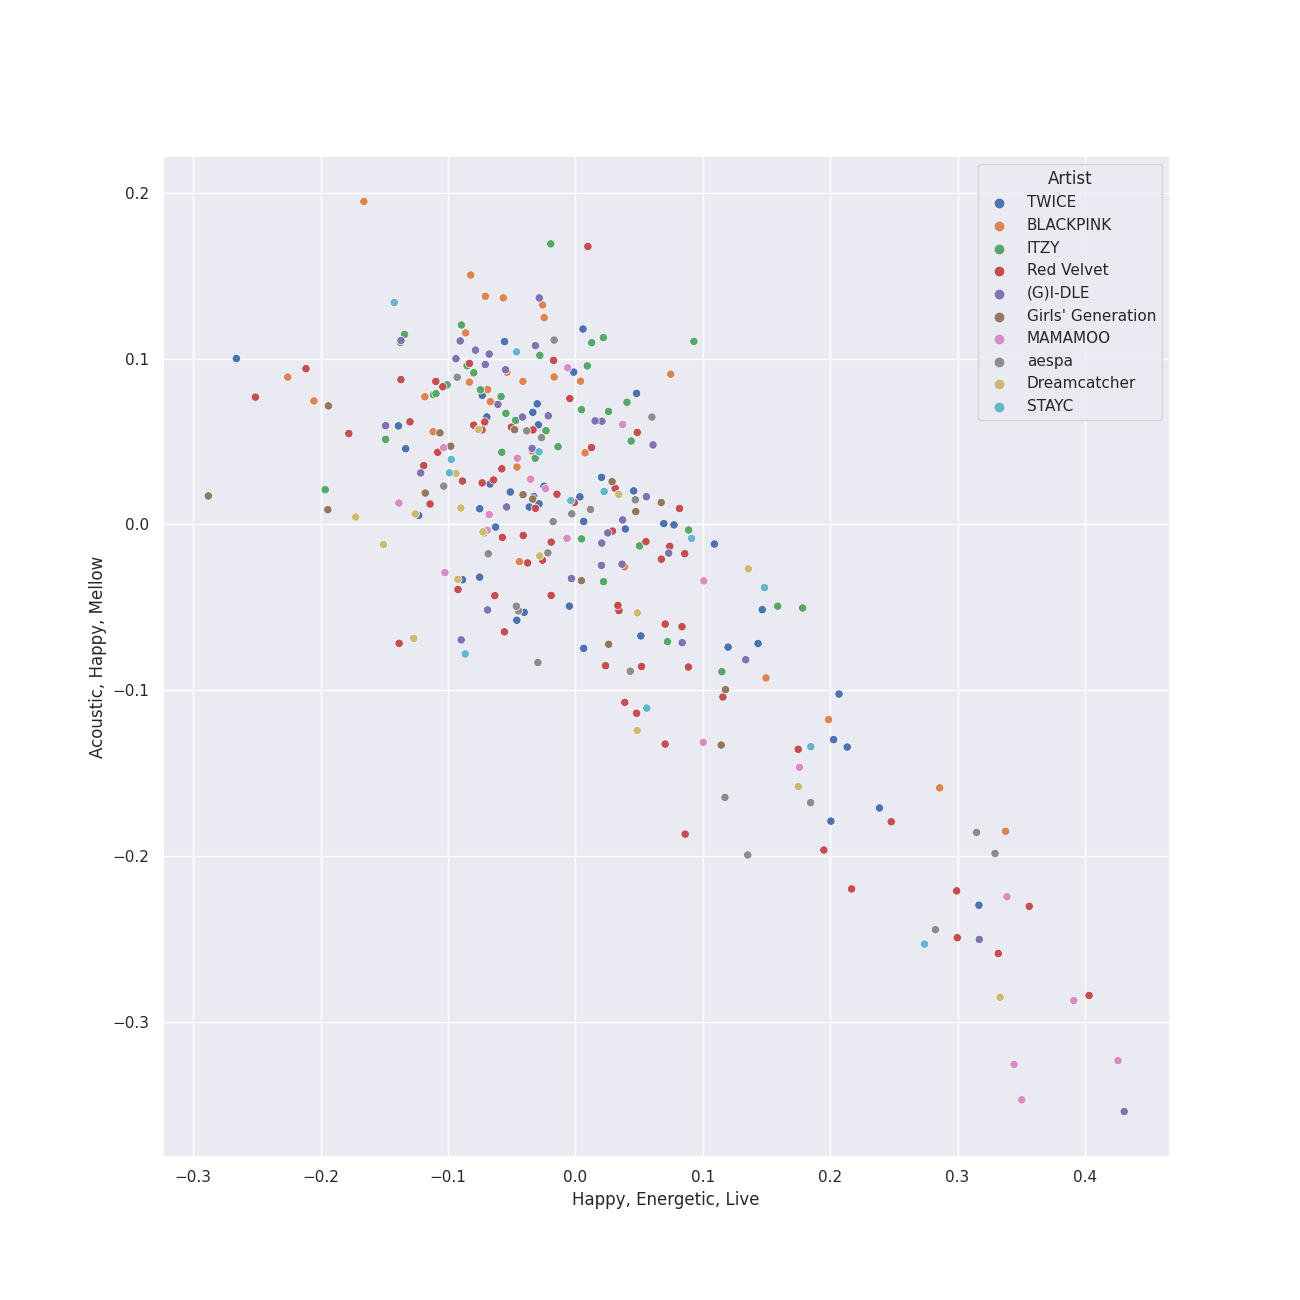 Artist
TWICE
BLACKPINK
ITZY
Red Velvet
(G)I-DLE
Girls' Generation
MAMAMOO
aespa
Dreamcatcher
STAYC
0.2
0.1
0.0
−0.1
−0.2
−0.3
Acoustic, Happy, Mellow
−0.3 −0.2 −0.1 0.0 0.1 0.2 0.3 0.4
Happy, Energetic, Live